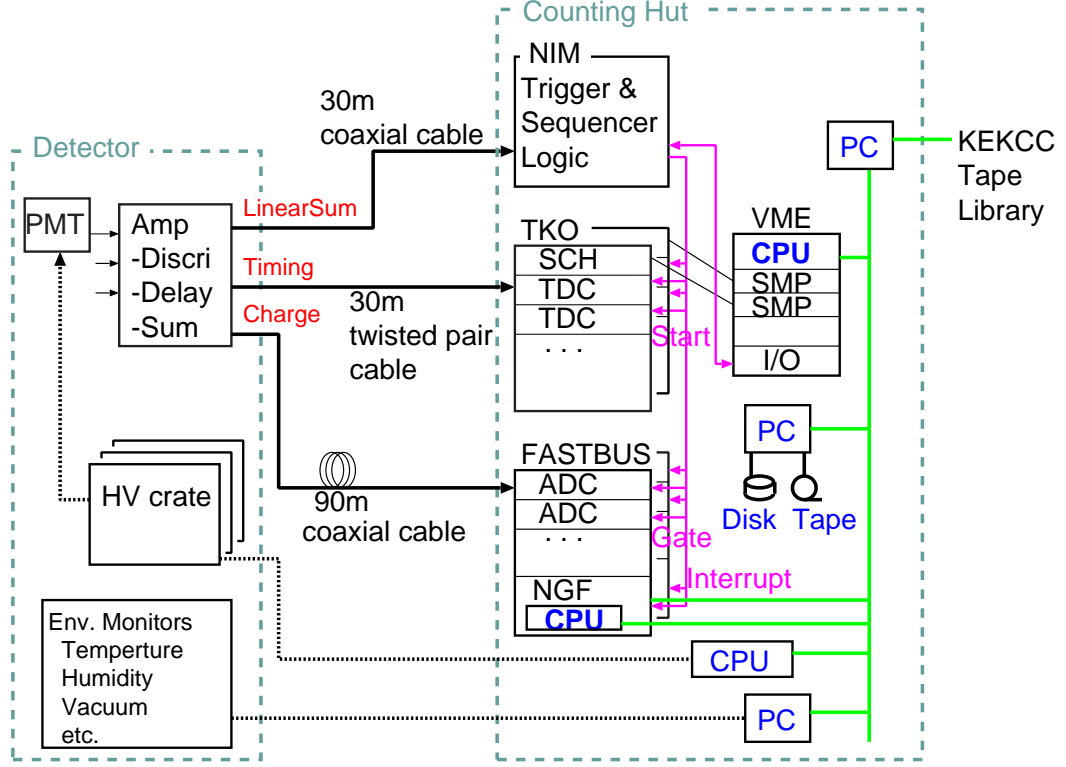 Counting Hut
NIM
Trigger &
Sequencer
Logic
30m
coaxial cable
Detector
PMT
Amp
-Discri
-Delay
-Sum
LinearSum
Timing
Charge
30m
twisted pair
cable
TKO
SCH
TDC
TDC
. . .
Start
VME
CPU
SMP
SMP
I/O
PC
KEKCC
Tape
Library
PC
Disk
Tape
HV crate
90m
coaxial cable
FASTBUS
ADC
ADC
. . .
Gate
Interrupt
NGF
CPU
CPU
PC
Env. Monitors
Temperture
Humidity
Vacuum
etc.